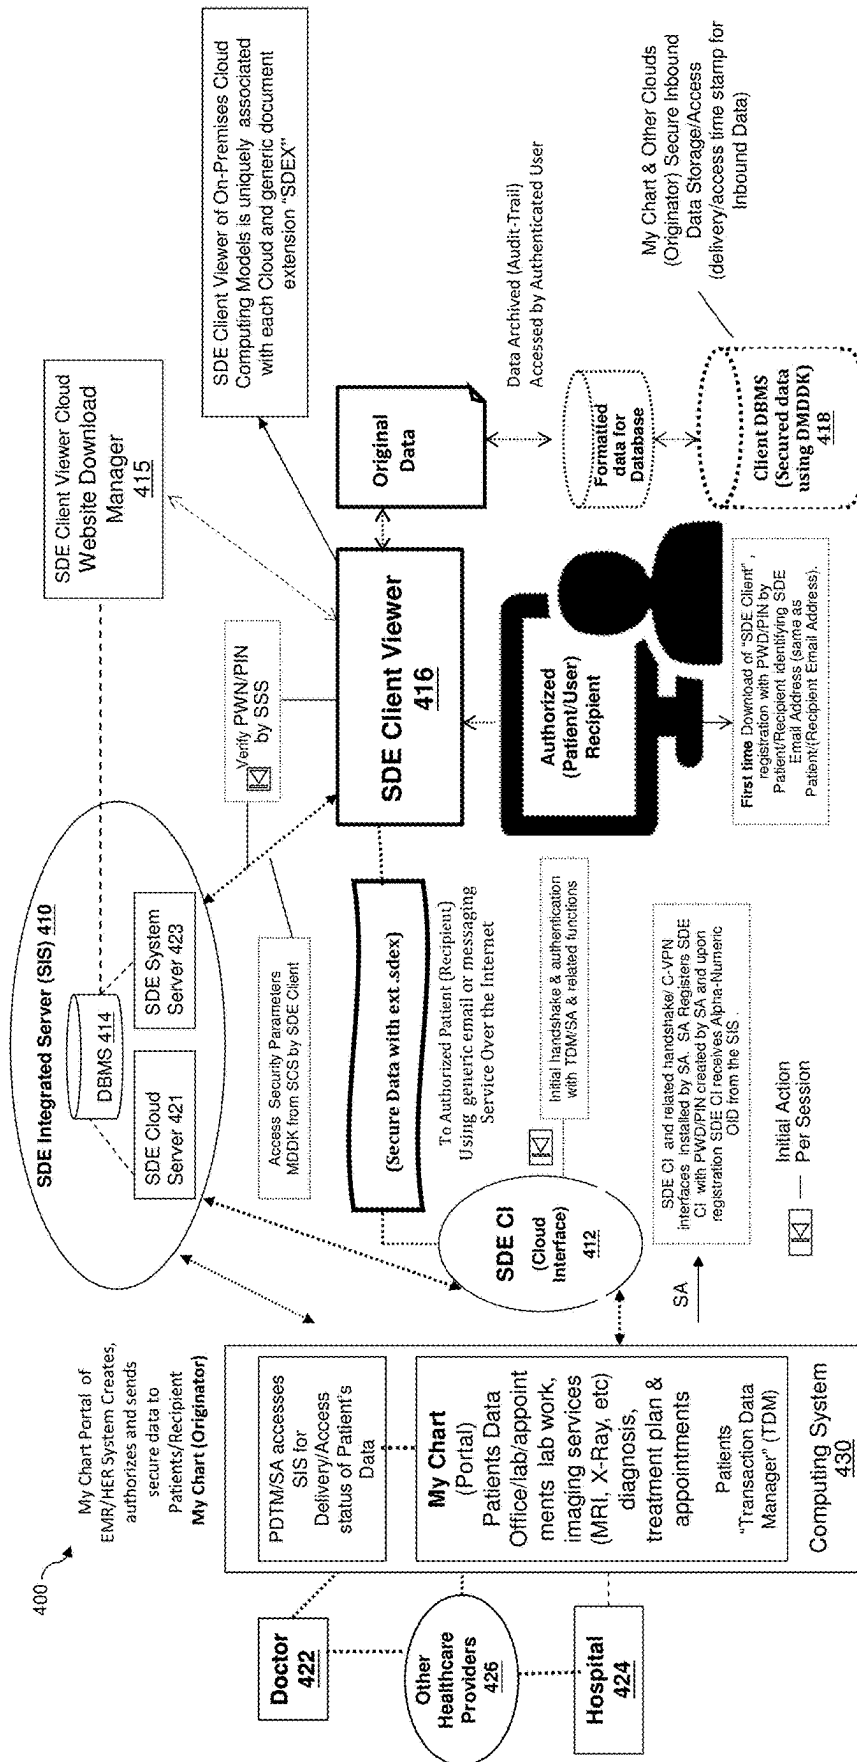 400
My Chart Portal of
EMR/HER System Creates,
authorizes and sends
secure data to
Patients/Recipient
My Chart (Originator)
Doctor
422
Other
Healthcare
Providers
426
Hospital
424
PDTM/SA accesses
SIS for
Delivery/Access
status of Patient's
Data
My Chart
(Portal)
Patients Data
Office/lab/appoint
ments lab work,
imaging services
(MRI, X-Ray, etc)
diagnosis,
treatment plan &
appointments
Patients
"Transaction Data
Manager" (TDM)
Computing System
430
SDE Integrated Server (SIS) 410
DBMS 414
SDE Cloud
Server 421
SDE System
Server 423
Access Security Parameters
MDDK from SCS by SDE Client
Verify PWN/PIN
by SSS
SDE CI
(Cloud
Interface)
412
(Secure Data with ext .sdex)
To Authorized Patient (Recipient)
Using generic email or messaging
Service Over the Internet
Initial handshake & authentication
with TDM/SA & related functions
SA
SDE CI and related handshake/ C-VPN
interfaces installed by SA. SA Registers SDE
CI with PWD/PIN created by SA and upon
registration SDE CI receives Alpha-Numeric
OID from the SIS.
Initial Action
Per Session
SDE Client Viewer Cloud
Website Download
Manager
415
SDE Client Viewer
416
SDE Client Viewer of On-Premises Cloud
Computing Models is uniquely associated
with each Cloud and generic document
extension "SDEX"
Authorized
(Patient/User)
Recipient
First time Download of "SDE Client" ,
registration with PWD/PIN by
Patient/Recipient identifying SDE
Email Address (same as
Patient/(Recipient Email Address).
Original
Data
Data Archived (Audit-Trail)
Accessed by Authenticated User
Formatted
data for
Database
Client DBMS
(Secured data
using DMDDK)
418
My Chart & Other Clouds
(Originator) Secure Inbound
Data Storage/Access
(delivery/access time stamp for
Inbound Data)